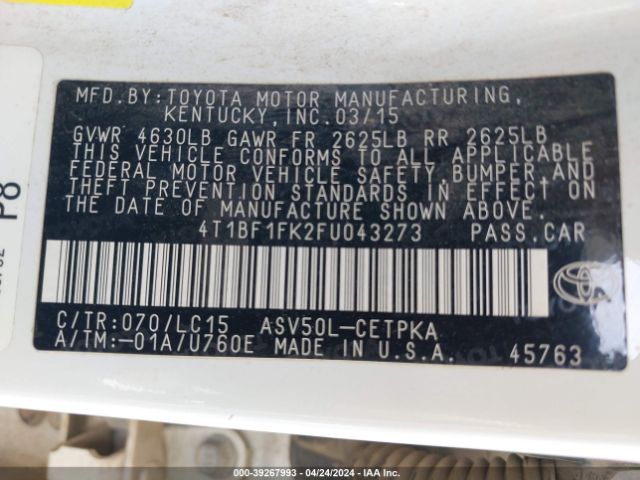 MFD.BY:TOYOTA MOTOR MANUFACTURING,
KENTUCKY,INC.03/15
GVWR 4630LB GAWR FR 2625LB RR 2625LB
THIS VEHICLE CONFORMS TO ALL APPLICABLE
FEDERAL MOTOR VEHICLE SAFETY,BUMPER,AND
THEFT PREVENTION STANDARDS IN EFFECT ON
THE DATE OF MANUFACTURE SHOWN ABOVE.
4T1BF1FK2FU043273 PASS.CAR
C/TR:070/LC15 ASV50L-CETPKA
A/TM:-01A/U760E MADE IN U.S.A. 45763
P8
000-39267993 - 04/24/2024 - IAAI.COM